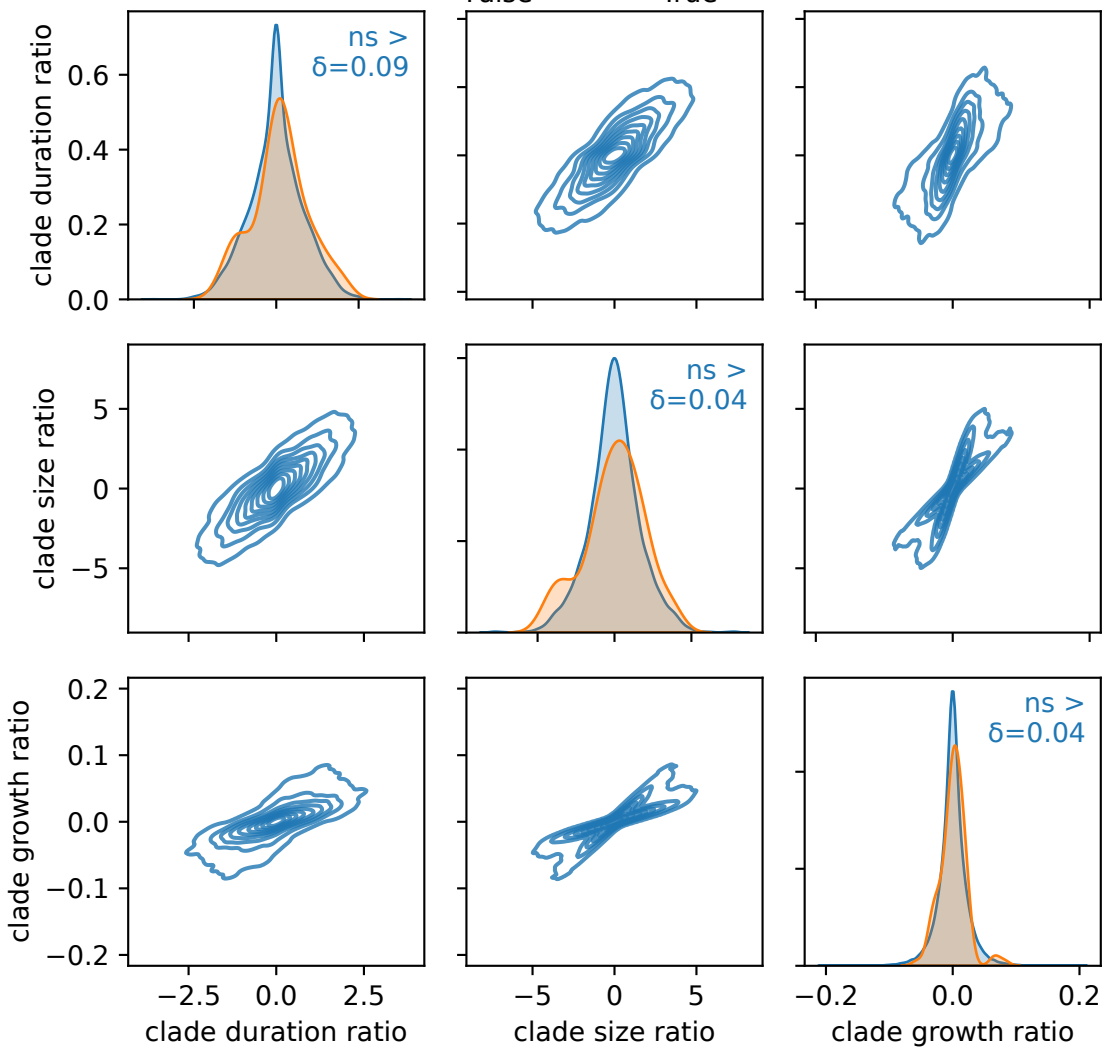 clade duration ratio
0.6
0.4
0.2
0.0
ns >
δ=0.09
clade size ratio
5
0
−5
ns >
δ=0.04
clade growth ratio
0.2
0.1
0.0
−0.1
−0.2
ns >
δ=0.04
−2.5 0.0 2.5
−5 0 5
−0.2 0.0 0.2
clade duration ratio
clade size ratio
clade growth ratio